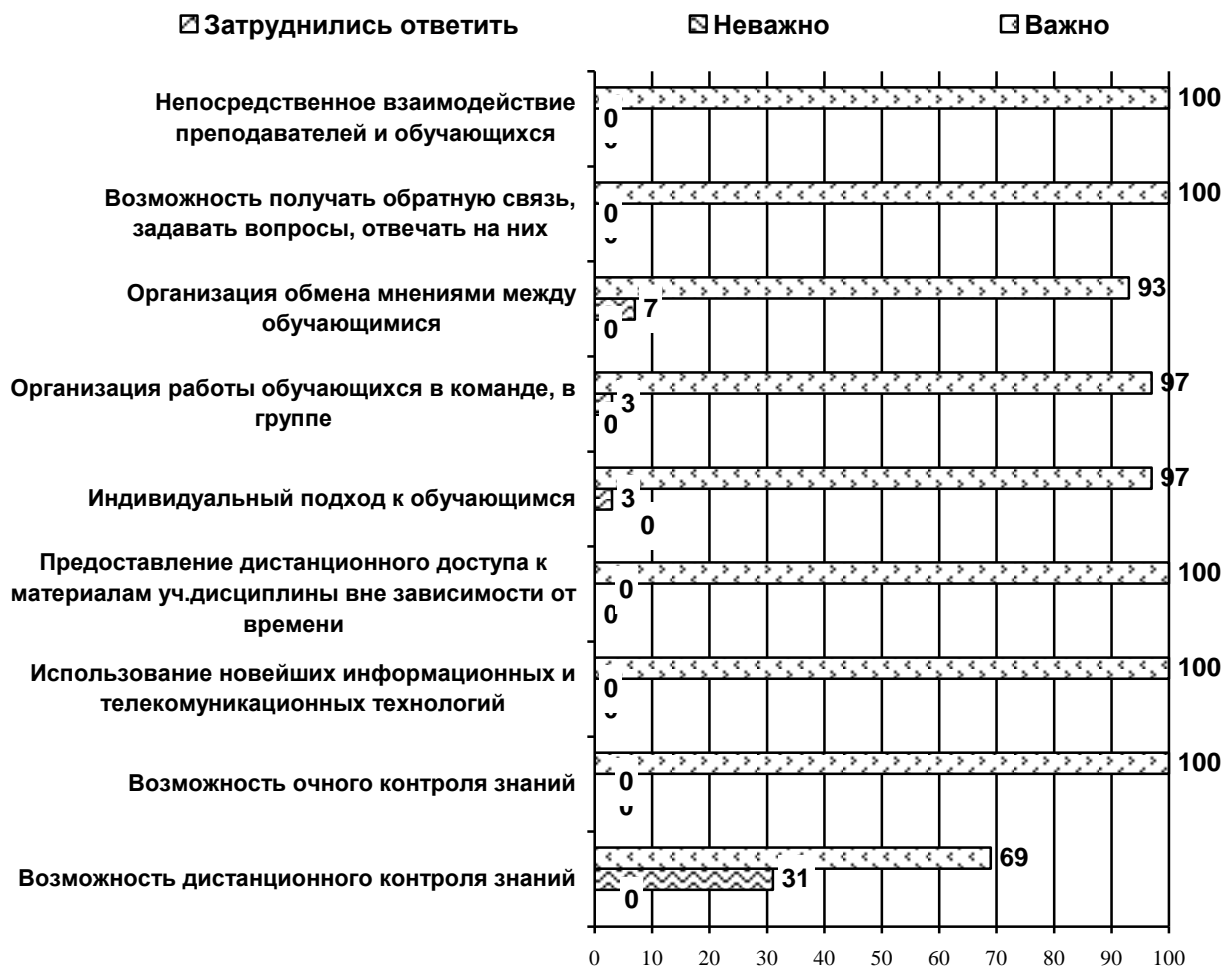 Затруднились ответить Неважно Важно
Непосредственное взаимодействие
преподавателей и обучающихся
100
0
Возможность получать обратную связь,
задавать вопросы, отвечать на них
100
0
Организация обмена мнениями между
обучающимися
93
7
0
Организация работы обучающихся в команде, в
группе
97
3
0
Индивидуальный подход к обучающимся
97
3
0
Предоставление дистанционного доступа к
материалам уч.дисциплины вне зависимости от
времени
100
0
0
Использование новейших информационных и
телекомуникационных технологий
100
0
Возможность очного контроля знаний
100
0
0
Возможность дистанционного контроля знаний
69
31
0
0 10 20 30 40 50 60 70 80 90 100